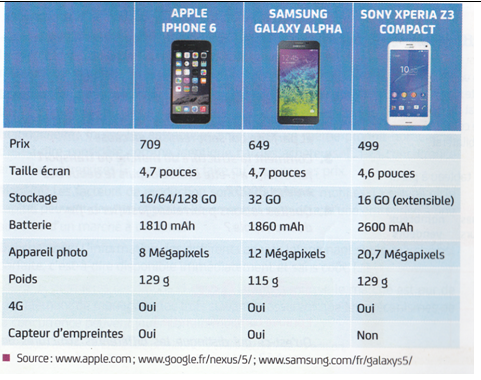 APPLE IPHONE 6 SAMSUNG GALAXY ALPHA SONY XPERIA Z3 COMPACT
Prix 709 649 499
Taille écran 4,7 pouces 4,7 pouces 4,6 pouces
Stockage 16/64/128 GO 32 GO 16 GO (extensible)
Batterie 1810 mAh 1860 mAh 2600 mAh
Appareil photo 8 Mégapixels 12 Mégapixels 20,7 Mégapixels
Poids 129 g 115 g 129 g
4G Oui Oui Oui
Capteur d'empreintes Oui Oui Non
Source : www.apple.com ; www.google.fr/nexus/5/ ; www.samsung.com/fr/galaxys5/